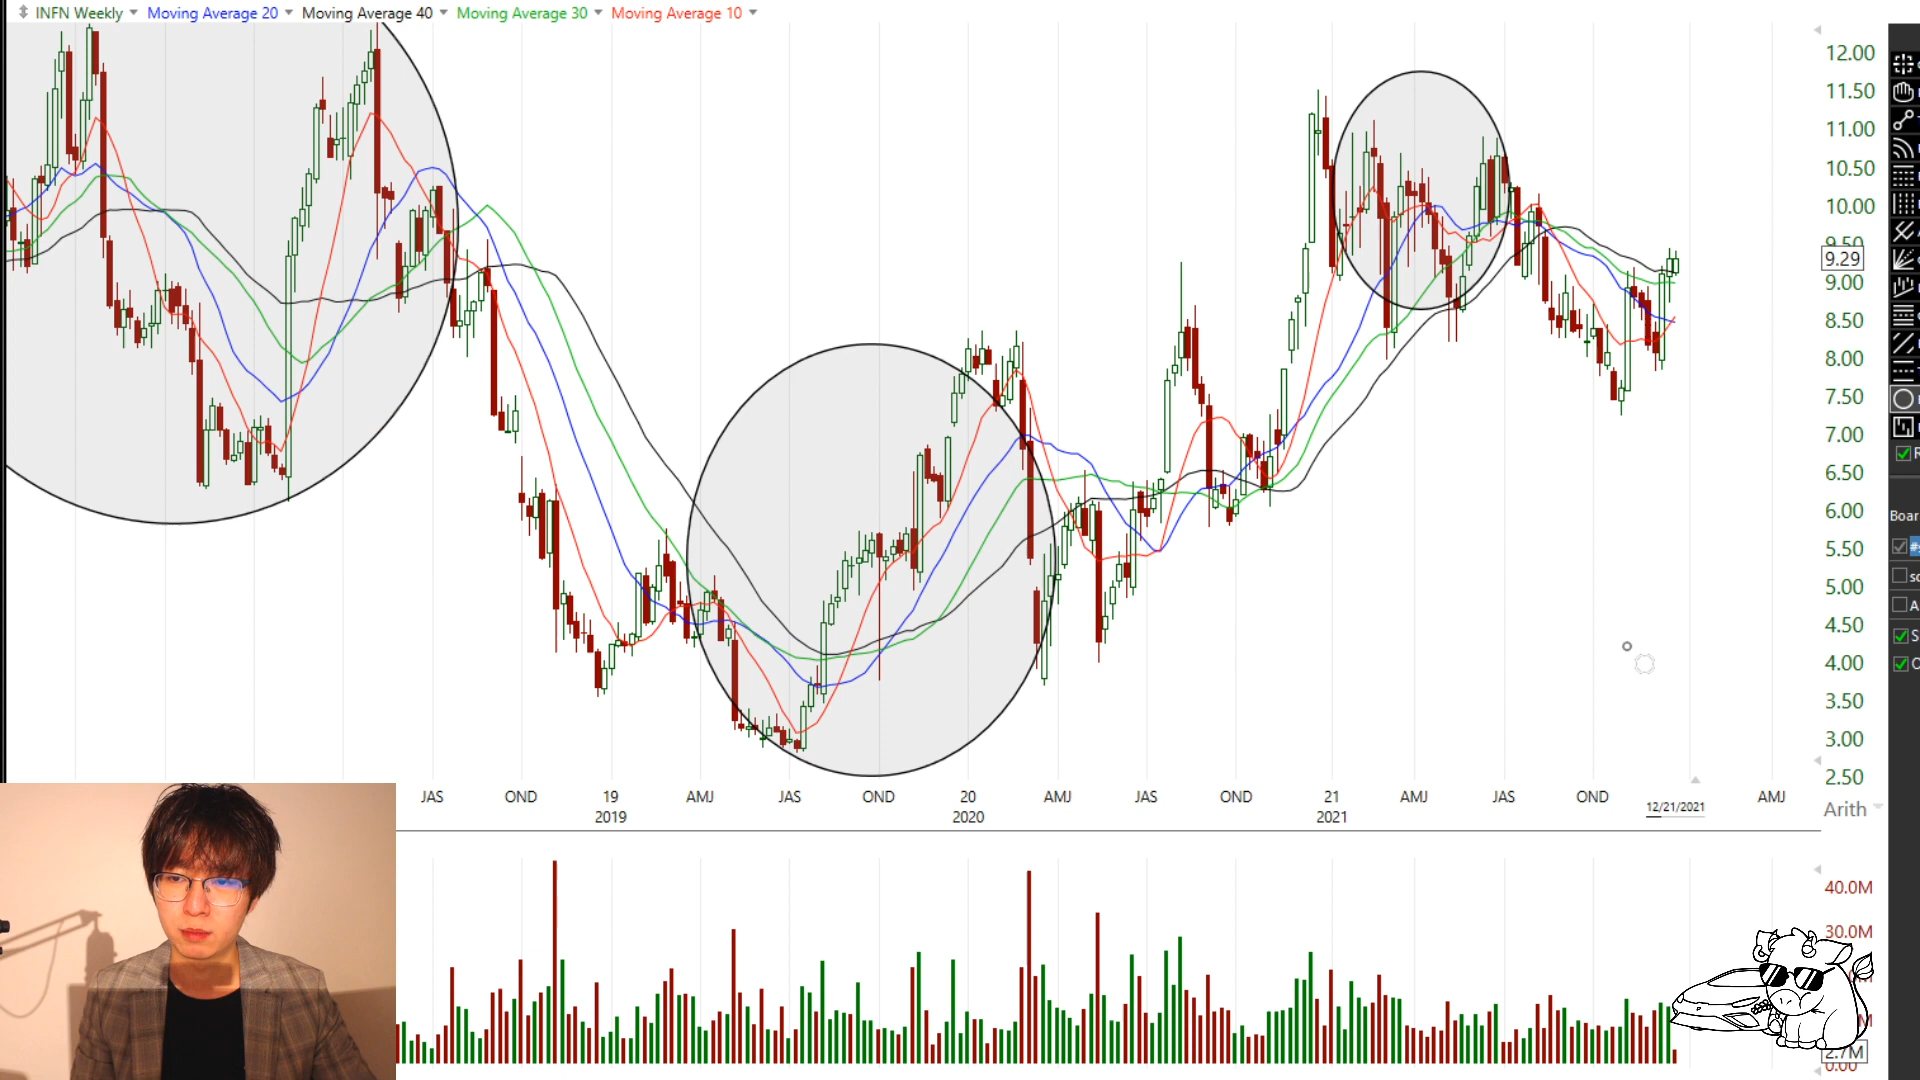 INFN Weekly Moving Average 20 Moving Average 40 Moving Average 30 Moving Average 10
12.00
11.50
11.00
10.50
10.00
9.50
9.29
9.00
8.50
8.00
7.50
7.00
6.50
6.00
5.50
5.00
4.50
4.00
3.50
3.00
2.50
Boar
#s
A
S
JAS OND 19 AMJ JAS OND 20 AMJ JAS OND 21 AMJ JAS OND 12/21/2021 AMJ
2019 2020 2021
Arith
40.0M
30.0M
2.7M
0.00